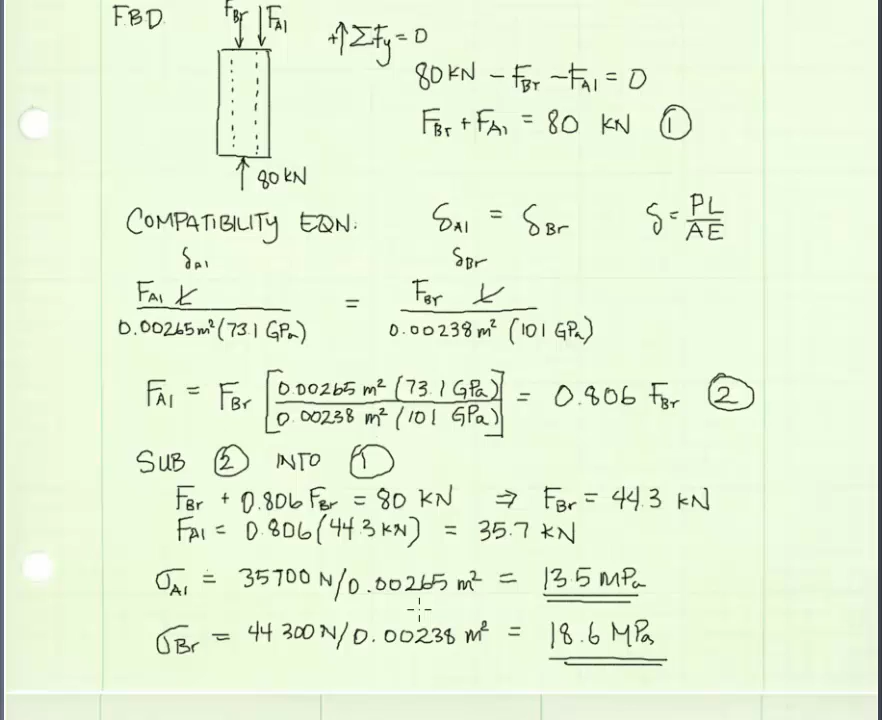 FBD
F_Br F_Al
+↑ΣFy = 0
80 KN - F_Br - F_Al = 0
F_Br + F_Al = 80 KN ①
80 KN
COMPATIBILITY EQN: δ_Al = δ_Br δ = PL/AE
δ_Al δ_Br
F_Al L / 0.00265 m² (73.1 GPa) = F_Br L / 0.00238 m² (101 GPa)
F_Al = F_Br [0.00265 m² (73.1 GPa) / 0.00238 m² (101 GPa)] = 0.806 F_Br ②
SUB ② INTO ①
F_Br + 0.806 F_Br = 80 KN ⇒ F_Br = 44.3 KN
F_Al = 0.806 (44.3 KN) = 35.7 KN
σ_Al = 35700 N/0.00265 m² = 13.5 MPa
σ_Br = 44 300 N/0.00238 m² = 18.6 MPa